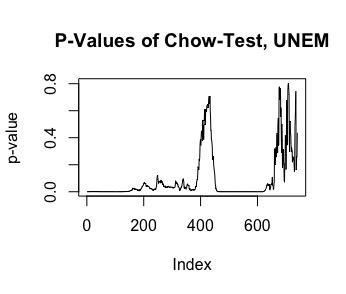 P-Values of Chow-Test, UNEM
p-value
0.8
0.4
0.0
0 200 400 600
Index